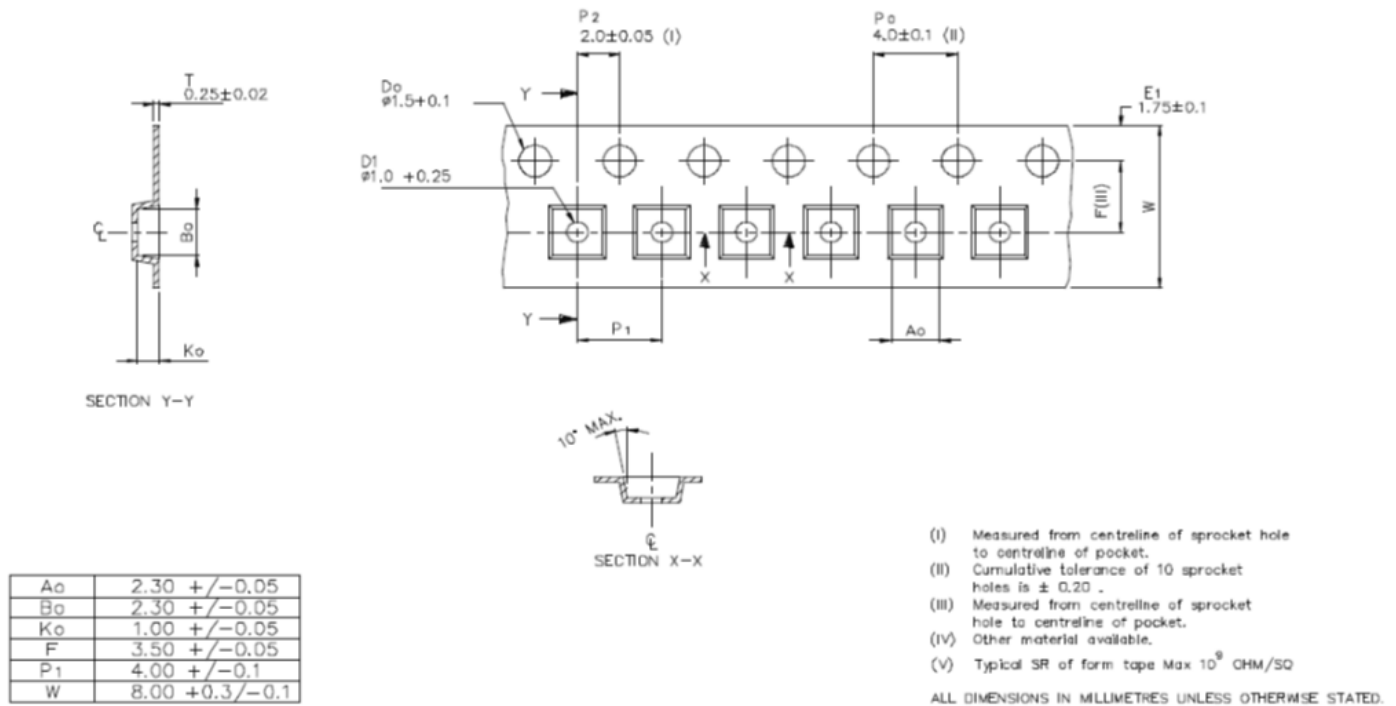 P2
2.0±0.05 (I)
Po
4.0±0.1 (II)
T
0.25±0.02
Do
ø1.5+0.1
Y
E1
1.75±0.1
D1
ø1.0 +0.25
F(III)
W
Bo
℄
X
X
Y
P1
Ao
Ko
SECTION Y-Y
10° MAX.
℄
SECTION X-X
Ao 2.30 +/-0.05
Bo 2.30 +/-0.05
Ko 1.00 +/-0.05
F 3.50 +/-0.05
P1 4.00 +/-0.1
W 8.00 +0.3/-0.1
(I) Measured from centreline of sprocket hole
to centreline of pocket.
(II) Cumulative tolerance of 10 sprocket
holes is ± 0.20 .
(III) Measured from centreline of sprocket
hole to centreline of pocket.
(IV) Other material available.
(V) Typical SR of form tape Max 10⁹ OHM/SQ
ALL DIMENSIONS IN MILLIMETRES UNLESS OTHERWISE STATED.